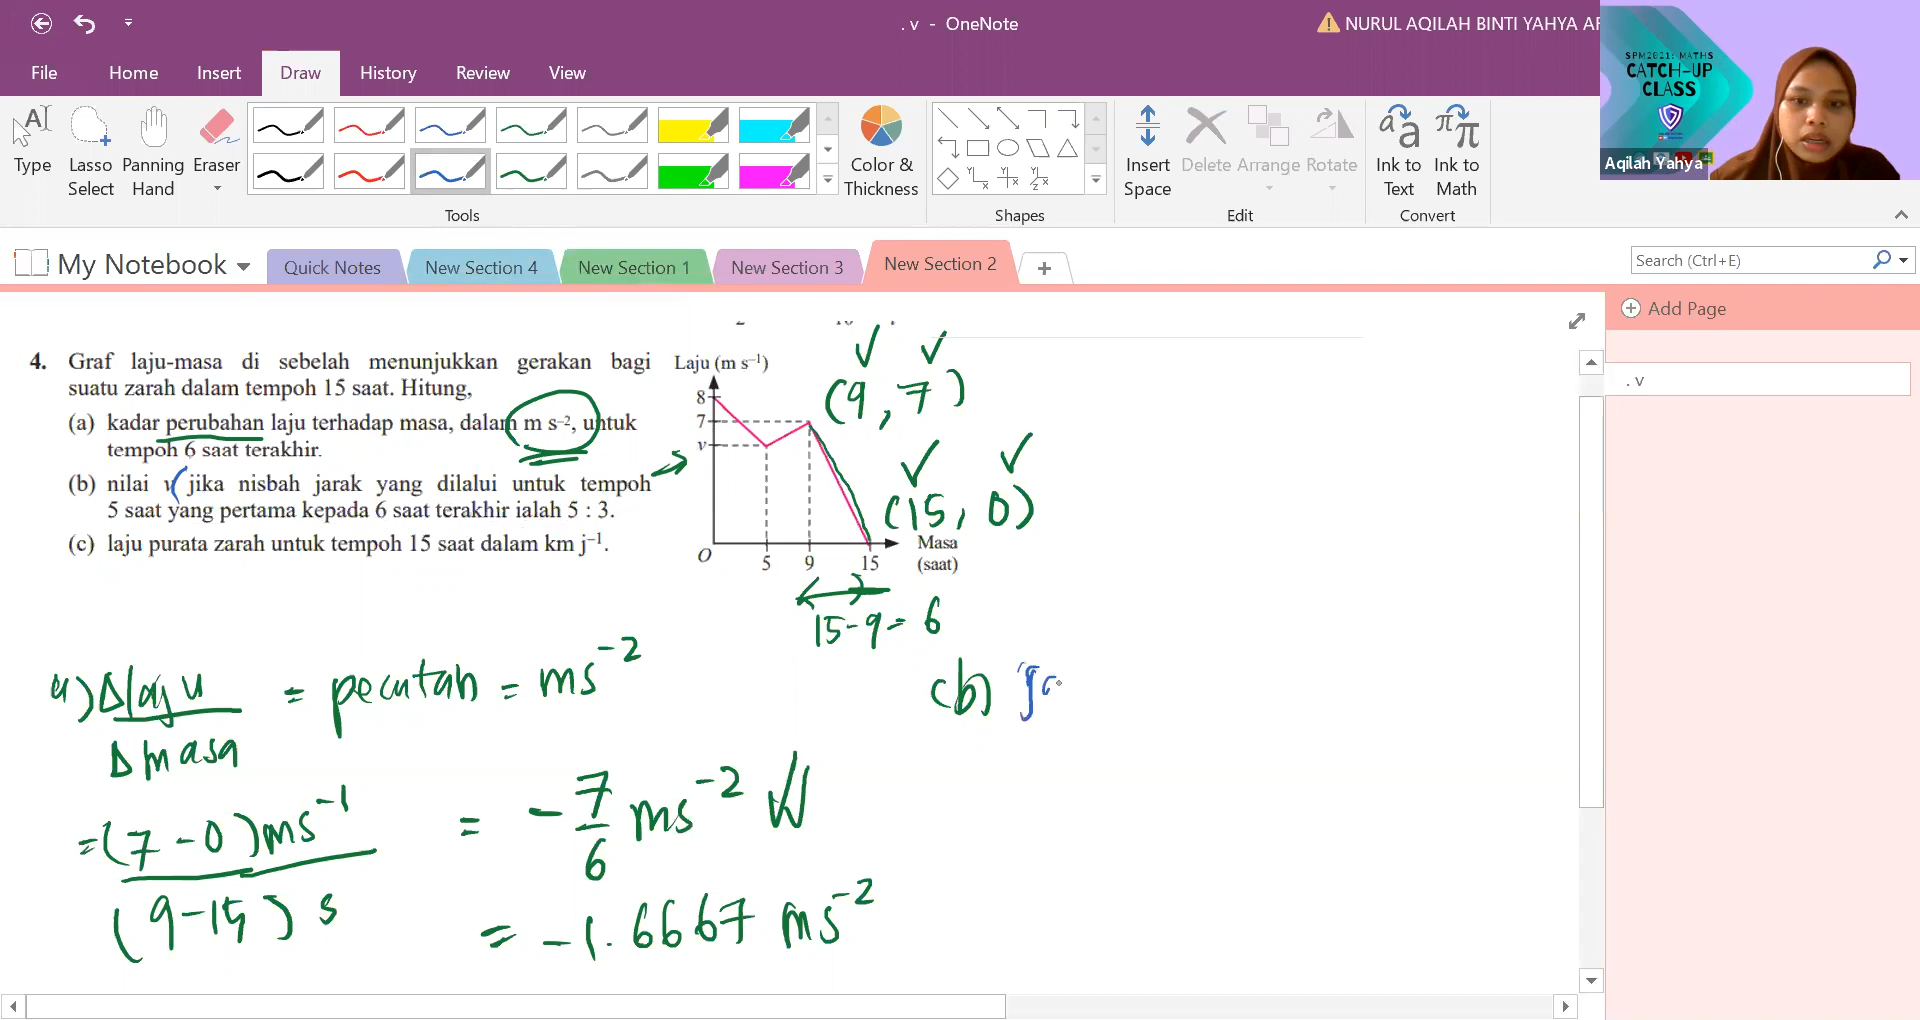 . v - OneNote
NURUL AQILAH BINTI YAHYA AF
File Home Insert Draw History Review View
Type
Lasso Select
Panning Hand
Eraser
Color & Thickness
Insert Space
Delete
Arrange
Rotate
Ink to Text
Ink to Math
Tools
Shapes
Edit
Convert
SPM2021: MATHS
CATCH-UP
CLASS
Aqilah Yahya
My Notebook
Quick Notes
New Section 4
New Section 1
New Section 3
New Section 2
Search (Ctrl+E)
Add Page
. v
4. Graf laju-masa di sebelah menunjukkan gerakan bagi
suatu zarah dalam tempoh 15 saat. Hitung,
(a) kadar perubahan laju terhadap masa, dalam m s⁻², untuk
tempoh 6 saat terakhir.
(b) nilai v jika nisbah jarak yang dilalui untuk tempoh
5 saat yang pertama kepada 6 saat terakhir ialah 5 : 3.
(c) laju purata zarah untuk tempoh 15 saat dalam km j⁻¹.
Laju (m s⁻¹)
8
7
v
O
5 9 15
Masa
(saat)
(9, 7)
(15, 0)
15-9= 6
a) Δlaju = pecutan = ms⁻²
Δmasa
=(7-0)ms⁻¹
(9-15) s
= -7/6 ms⁻²
= -1.6667 ms⁻²
(b)